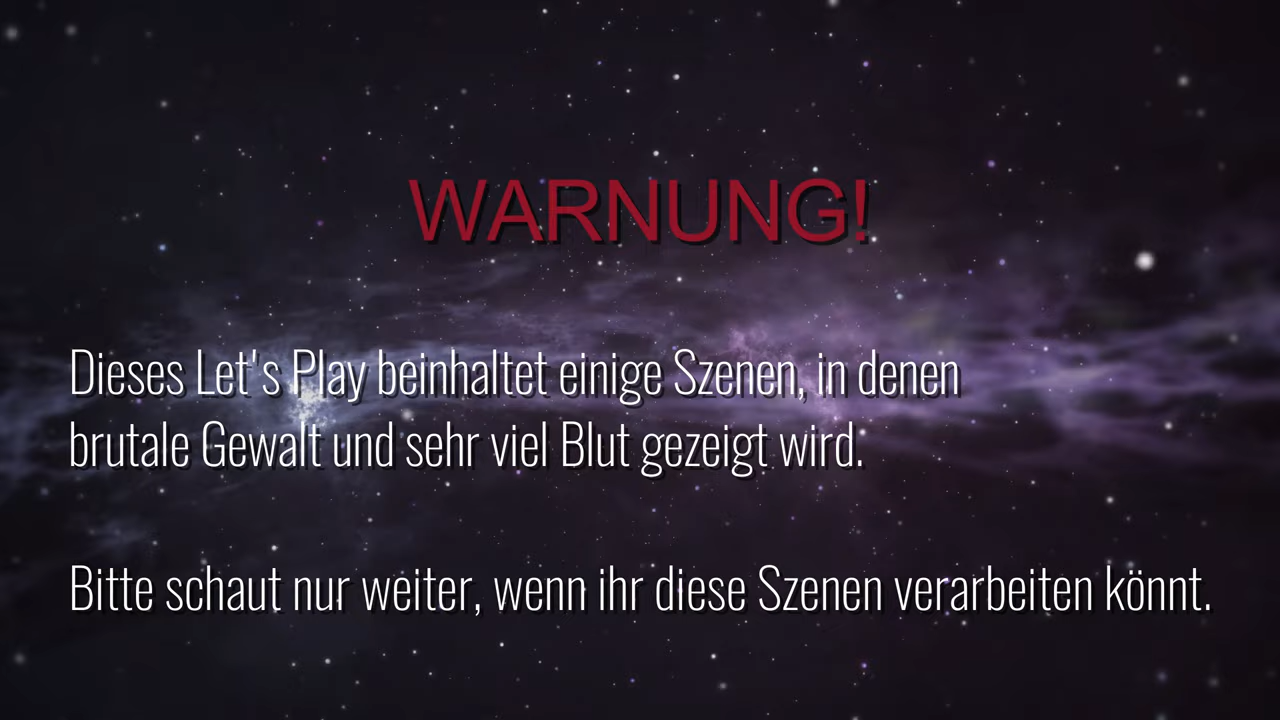 WARNUNG!
Dieses Let's Play beinhaltet einige Szenen, in denen
brutale Gewalt und sehr viel Blut gezeigt wird.
Bitte schaut nur weiter, wenn ihr diese Szenen verarbeiten könnt.